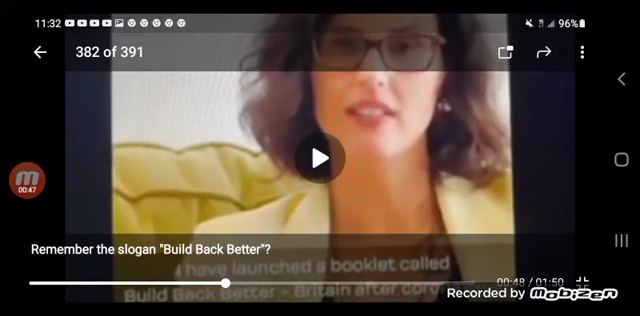 11:32
96%
382 of 391
00:47
Remember the slogan "Build Back Better"?
I have launched a booklet called
Build Back Better - Britain after
00:48 / 01:50
Recorded by MOBIZEN